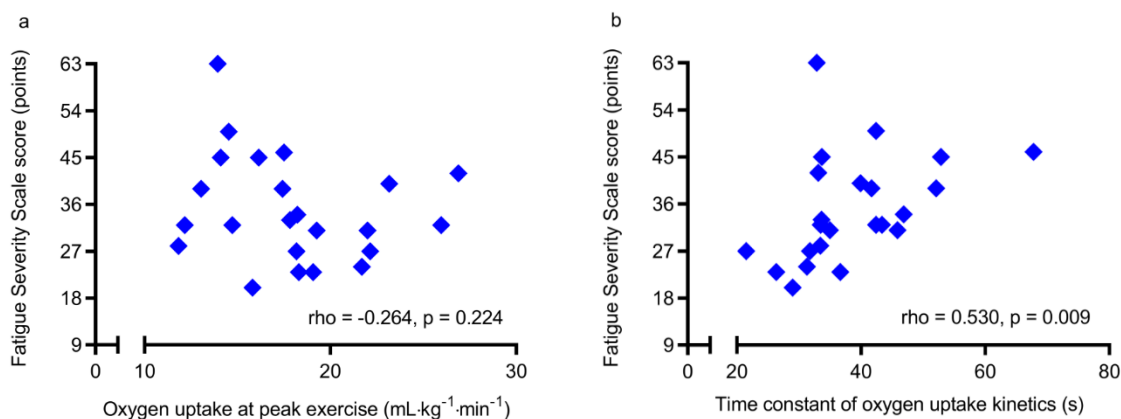 a
Fatigue Severity Scale score (points)
63
54
45
36
27
18
9
rho = -0.264, p = 0.224
0
10
20
30
Oxygen uptake at peak exercise (mL·kg⁻¹·min⁻¹)
b
Fatigue Severity Scale score (points)
63
54
45
36
27
18
9
rho = 0.530, p = 0.009
0
20
40
60
80
Time constant of oxygen uptake kinetics (s)